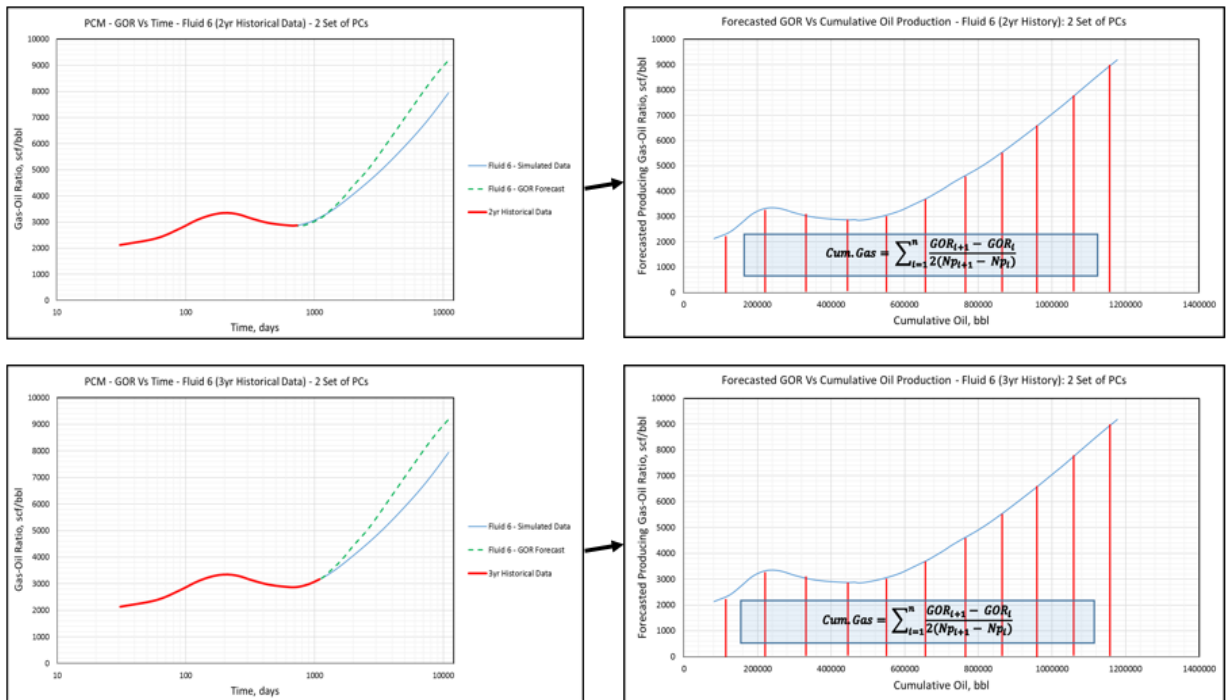 PCM - GOR Vs Time - Fluid 6 (2yr Historical Data) - 2 Set of PCs
Gas-Oil Ratio, scf/bbl
10000
9000
8000
7000
6000
5000
4000
3000
2000
1000
0
10 100 1000 10000
Time, days
Fluid 6 - Simulated Data
Fluid 6 - GOR Forecast
2yr Historical Data
Forecasted GOR Vs Cumulative Oil Production - Fluid 6 (2yr History): 2 Set of PCs
Forecasted Producing Gas-Oil Ratio, scf/bbl
10000
9000
8000
7000
6000
5000
4000
3000
2000
1000
0
Cum. Gas = ∑ⁿᵢ₌₁ (GORᵢ₊₁ − GORᵢ) / 2(Npᵢ₊₁ − Npᵢ)
0 200000 400000 600000 800000 1000000 1200000 1400000
Cumulative Oil, bbl
PCM - GOR Vs Time - Fluid 6 (3yr Historical Data) - 2 Set of PCs
Gas-Oil Ratio, scf/bbl
10000
9000
8000
7000
6000
5000
4000
3000
2000
1000
0
10 100 1000 10000
Time, days
Fluid 6 - Simulated Data
Fluid 6 - GOR Forecast
3yr Historical Data
Forecasted GOR Vs Cumulative Oil Production - Fluid 6 (3yr History): 2 Set of PCs
Forecasted Producing Gas-Oil Ratio, scf/bbl
10000
9000
8000
7000
6000
5000
4000
3000
2000
1000
0
Cum. Gas = ∑ⁿᵢ₌₁ (GORᵢ₊₁ − GORᵢ) / 2(Npᵢ₊₁ − Npᵢ)
0 200000 400000 600000 800000 1000000 1200000 1400000
Cumulative Oil, bbl